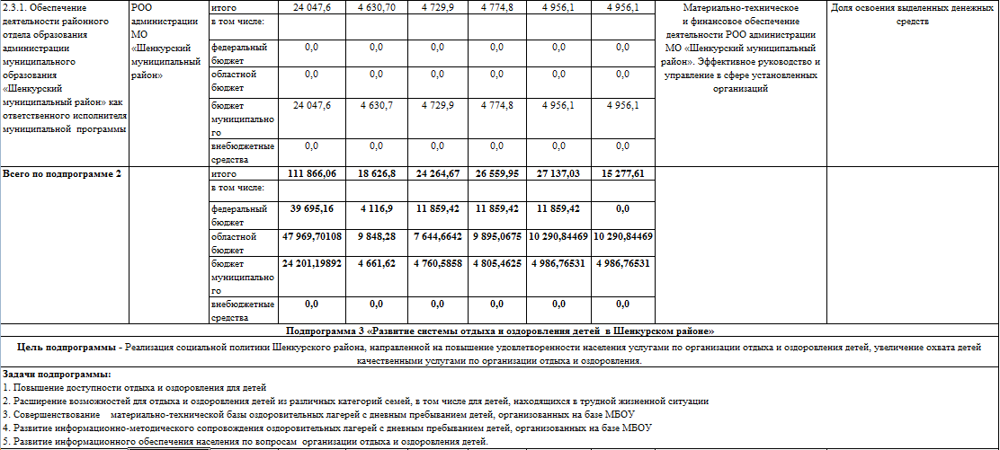 2.3.1. Обеспечение деятельности районного отдела образования администрации муниципального образования «Шенкурский муниципальный район» как ответственного исполнителя муниципальной программы
РОО администрации МО «Шенкурский муниципальный район»
итого 24 047,6 4 630,70 4 729,9 4 774,8 4 956,1 4 956,1
в том числе:
федеральный бюджет 0,0 0,0 0,0 0,0 0,0 0,0
областной бюджет 0,0 0,0 0,0 0,0 0,0 0,0
бюджет муниципально го 24 047,6 4 630,7 4 729,9 4 774,8 4 956,1 4 956,1
внебюджетные средства 0,0 0,0 0,0 0,0 0,0 0,0
Материально-техническое и финансовое обеспечение деятельности РОО администрации МО «Шенкурский муниципальный район». Эффективное руководство и управление в сфере установленных организаций
Доля освоения выделенных денежных средств
Всего по подпрограмме 2
итого 111 866,06 18 626,8 24 264,67 26 559,95 27 137,03 15 277,61
в том числе:
федеральный бюджет 39 695,16 4 116,9 11 859,42 11 859,42 11 859,42 0,0
областной бюджет 47 969,70108 9 848,28 7 644,6642 9 895,0675 10 290,84469 10 290,84469
бюджет муниципально го 24 201,19892 4 661,62 4 760,5858 4 805,4625 4 986,76531 4 986,76531
внебюджетные средства 0,0 0,0 0,0 0,0 0,0 0,0
Подпрограмма 3 «Развитие системы отдыха и оздоровления детей в Шенкурском районе»
Цель подпрограммы - Реализация социальной политики Шенкурского района, направленной на повышение удовлетворенности населения услугами по организации отдыха и оздоровления детей, увеличение охвата детей
качественными услугами по организации отдыха и оздоровления.
Задачи подпрограммы:
1. Повышение доступности отдыха и оздоровления для детей
2. Расширение возможностей для отдыха и оздоровления детей из различных категорий семей, в том числе для детей, находящихся в трудной жизненной ситуации
3. Совершенствование материально-технической базы оздоровительных лагерей с дневным пребыванием детей, организованных на базе МБОУ
4. Развитие информационно-методического сопровождения оздоровительных лагерей с дневным пребыванием детей, организованных на базе МБОУ
5. Развитие информационного обеспечения населения по вопросам организации отдыха и оздоровления детей.